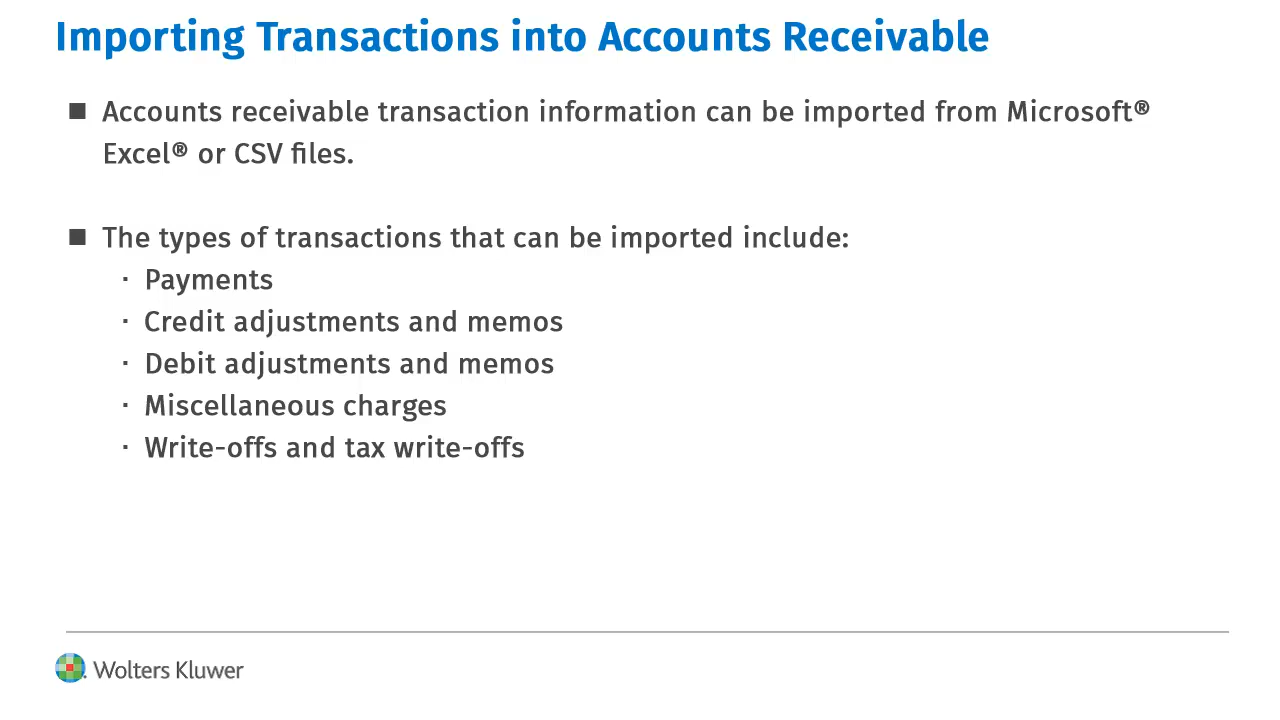 Importing Transactions into Accounts Receivable
■ Accounts receivable transaction information can be imported from Microsoft®
Excel® or CSV files.
■ The types of transactions that can be imported include:
· Payments
· Credit adjustments and memos
· Debit adjustments and memos
· Miscellaneous charges
· Write-offs and tax write-offs
Wolters Kluwer